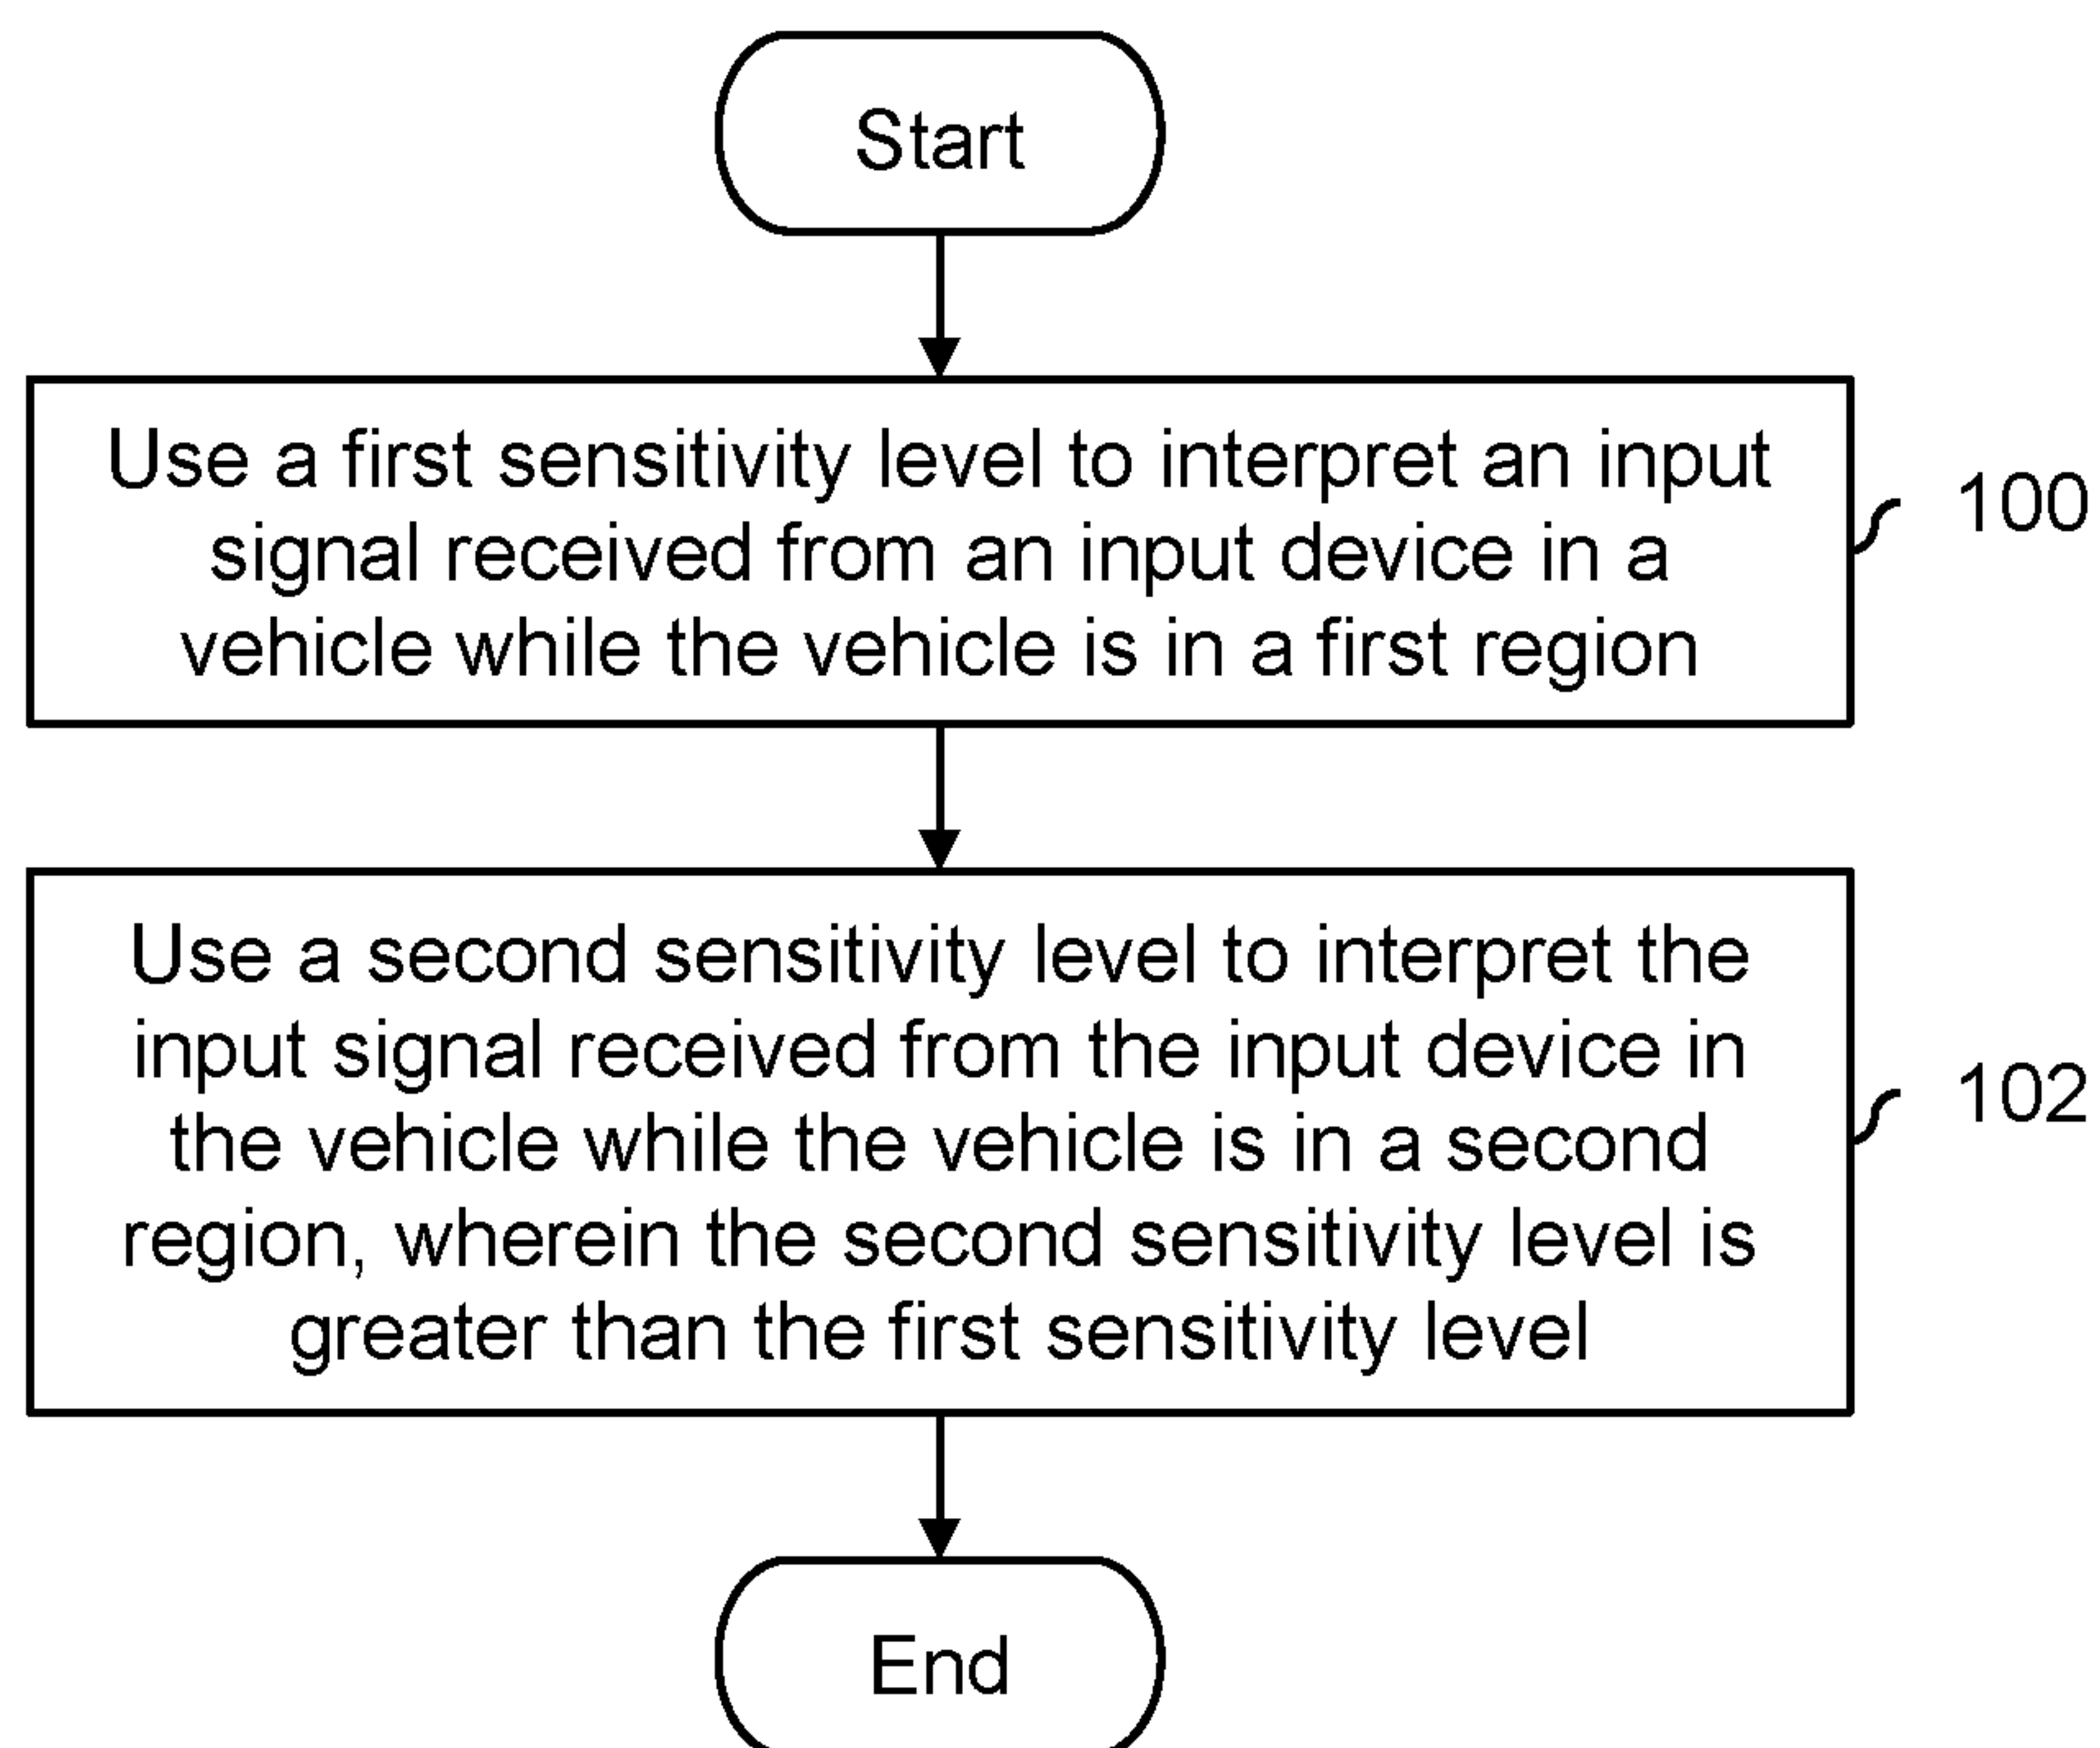 Start
Use a first sensitivity level to interpret an input
signal received from an input device in a
vehicle while the vehicle is in a first region
100
Use a second sensitivity level to interpret the
input signal received from the input device in
the vehicle while the vehicle is in a second
region, wherein the second sensitivity level is
greater than the first sensitivity level
102
End